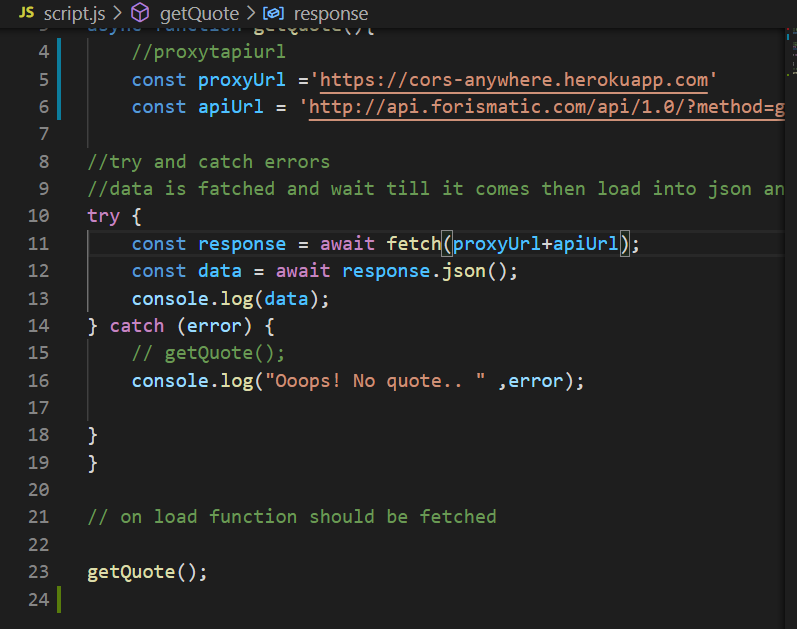 JS script.js > getQuote > response
3 async function getQuote(){
4 //proxytapiurl
5 const proxyUrl ='https://cors-anywhere.herokuapp.com'
6 const apiUrl = 'http://api.forismatic.com/api/1.0/?method=g
7
8 //try and catch errors
9 //data is fatched and wait till it comes then load into json an
10 try {
11 const response = await fetch(proxyUrl+apiUrl);
12 const data = await response.json();
13 console.log(data);
14 } catch (error) {
15 // getQuote();
16 console.log("Ooops! No quote.. " ,error);
17
18 }
19 }
20
21 // on load function should be fetched
22
23 getQuote();
24